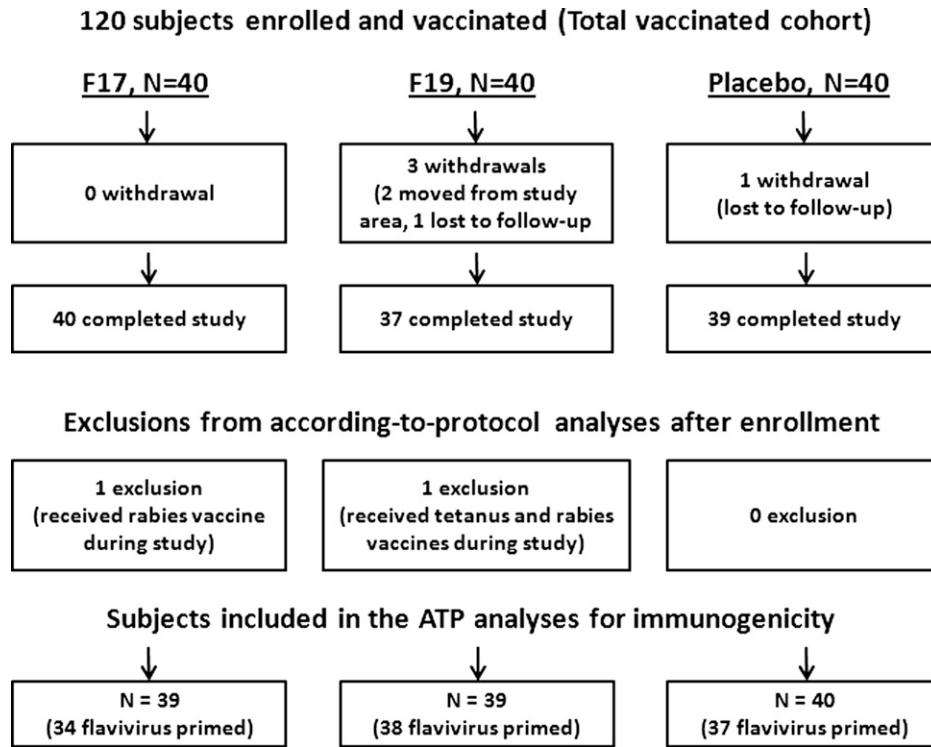 120 subjects enrolled and vaccinated (Total vaccinated cohort)
F17, N=40
F19, N=40
Placebo, N=40
0 withdrawal
3 withdrawals
(2 moved from study
area, 1 lost to follow-up
1 withdrawal
(lost to follow-up)
40 completed study
37 completed study
39 completed study
Exclusions from according-to-protocol analyses after enrollment
1 exclusion
(received rabies vaccine
during study)
1 exclusion
(received tetanus and rabies
vaccines during study)
0 exclusion
Subjects included in the ATP analyses for immunogenicity
N = 39
(34 flavivirus primed)
N = 39
(38 flavivirus primed)
N = 40
(37 flavivirus primed)